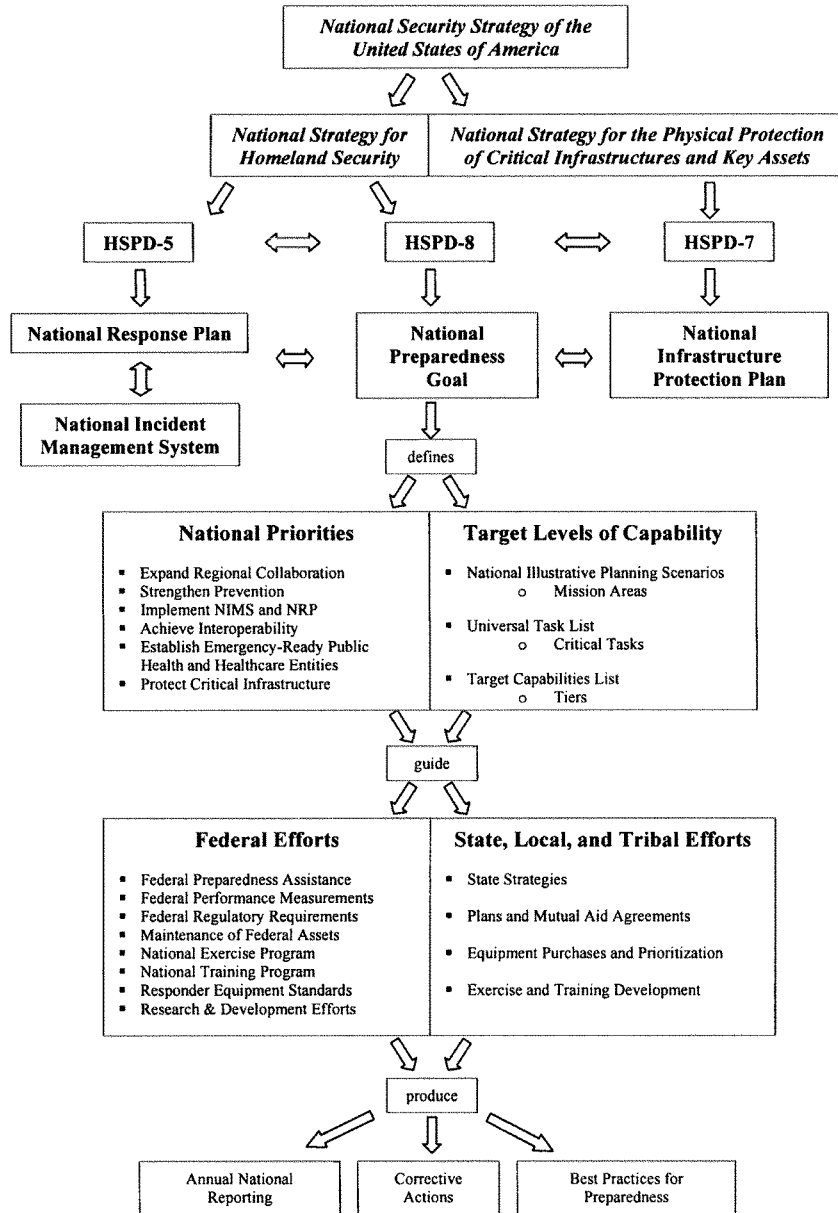 National Security Strategy of the
United States of America
National Strategy for
Homeland Security
National Strategy for the Physical Protection
of Critical Infrastructures and Key Assets
HSPD-5
HSPD-8
HSPD-7
National Response Plan
National
Preparedness
Goal
National
Infrastructure
Protection Plan
National Incident
Management System
defines
National Priorities
▪ Expand Regional Collaboration
▪ Strengthen Prevention
▪ Implement NIMS and NRP
▪ Achieve Interoperability
▪ Establish Emergency-Ready Public
Health and Healthcare Entities
▪ Protect Critical Infrastructure
Target Levels of Capability
▪ National Illustrative Planning Scenarios
o Mission Areas
▪ Universal Task List
o Critical Tasks
▪ Target Capabilities List
o Tiers
guide
Federal Efforts
▪ Federal Preparedness Assistance
▪ Federal Performance Measurements
▪ Federal Regulatory Requirements
▪ Maintenance of Federal Assets
▪ National Exercise Program
▪ National Training Program
▪ Responder Equipment Standards
▪ Research & Development Efforts
State, Local, and Tribal Efforts
▪ State Strategies
▪ Plans and Mutual Aid Agreements
▪ Equipment Purchases and Prioritization
▪ Exercise and Training Development
produce
Annual National
Reporting
Corrective
Actions
Best Practices for
Preparedness